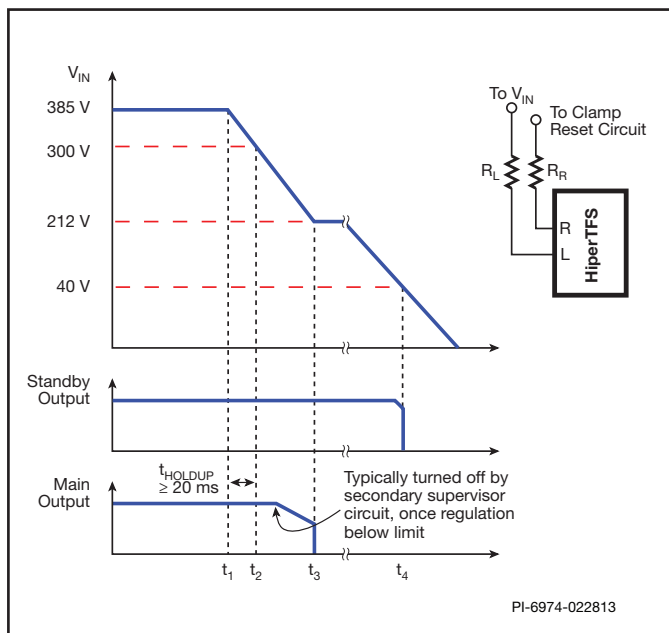 V_IN
385 V
300 V
212 V
40 V
To V_IN
To Clamp
Reset Circuit
R_L
R_R
R
L
HiperTFS
Standby
Output
Main
Output
t_HOLDUP
≥ 20 ms
Typically turned off by
secondary supervisor
circuit, once regulation
below limit
t_1
t_2
t_3
t_4
PI-6974-022813